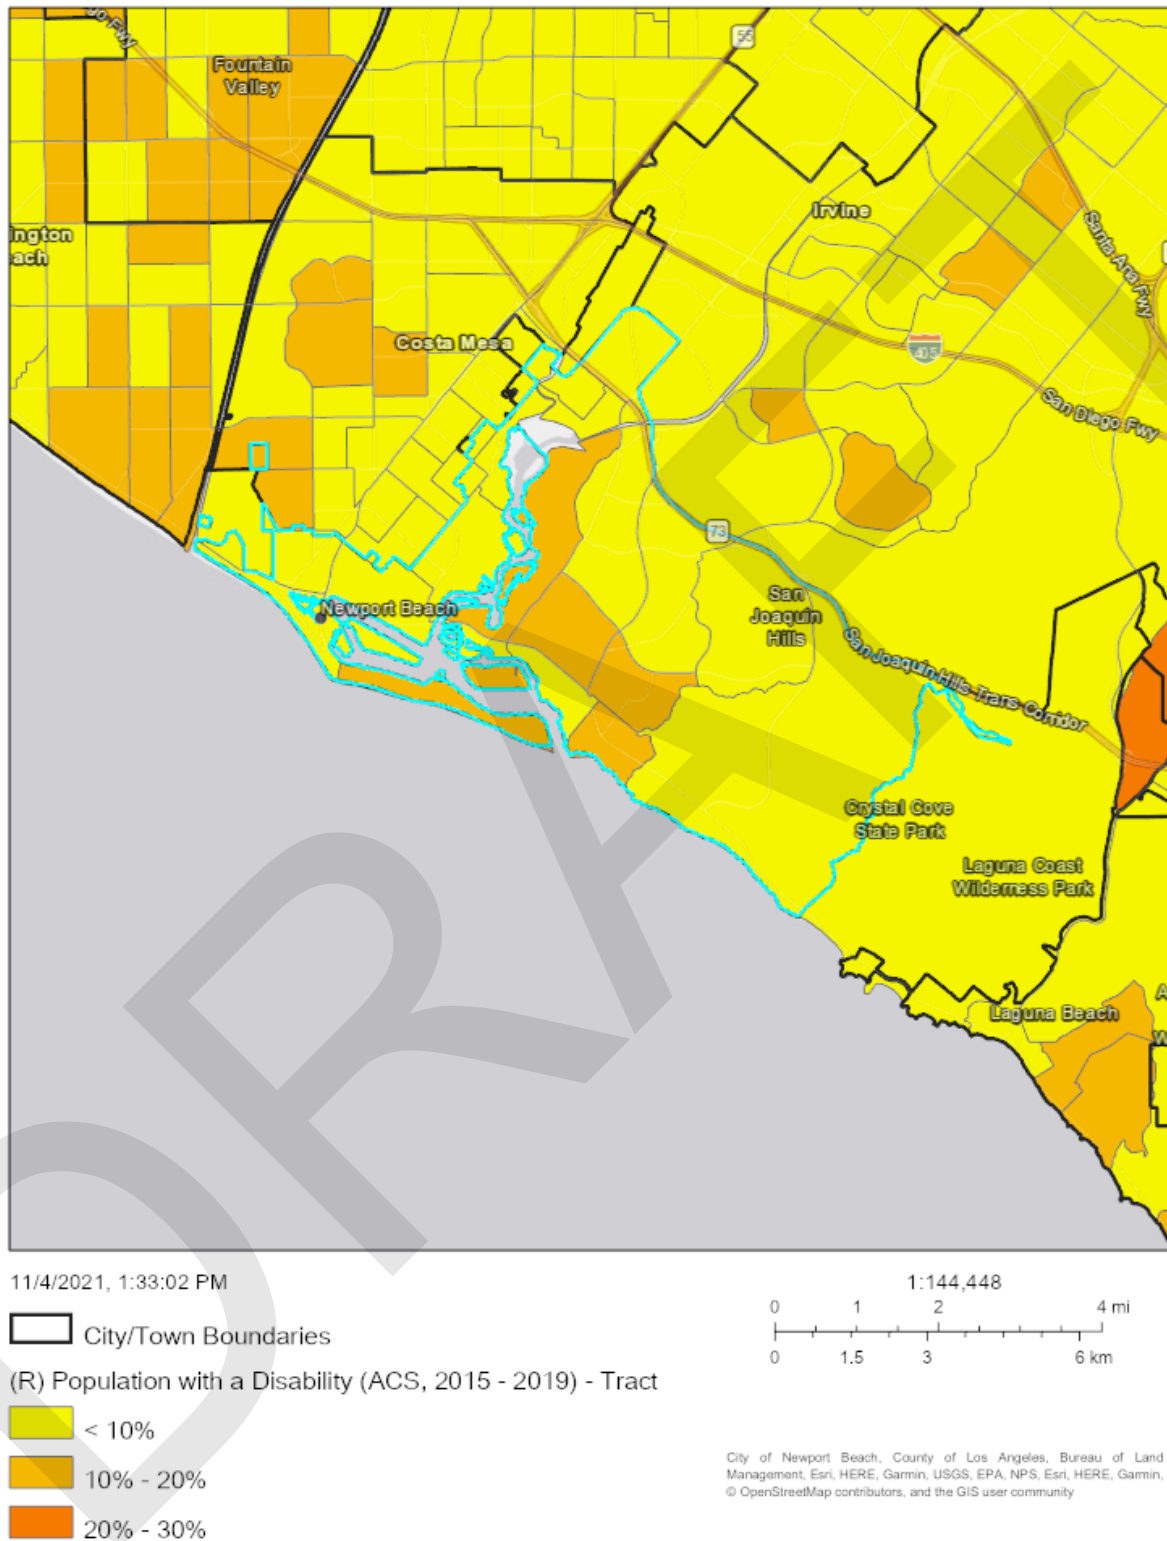 go Fwy
55
Fountain
Valley
Irvine
ington
each
Santa Ana Fwy
Costa Mesa
405
San Diego Fwy
73
San
Joaquin
Hills
Newport Beach
San Joaquin Hills Trans Corridor
Crystal Cove
State Park
Laguna Coast
Wilderness Park
A
Laguna Beach
W
DRAFT
11/4/2021, 1:33:02 PM
1:144,448
0 1 2 4 mi
0 1.5 3 6 km
City/Town Boundaries
(R) Population with a Disability (ACS, 2015 - 2019) - Tract
< 10%
10% - 20%
20% - 30%
City of Newport Beach, County of Los Angeles, Bureau of Land
Management, Esri, HERE, Garmin, USGS, EPA, NPS, Esri, HERE, Garmin,
© OpenStreetMap contributors, and the GIS user community